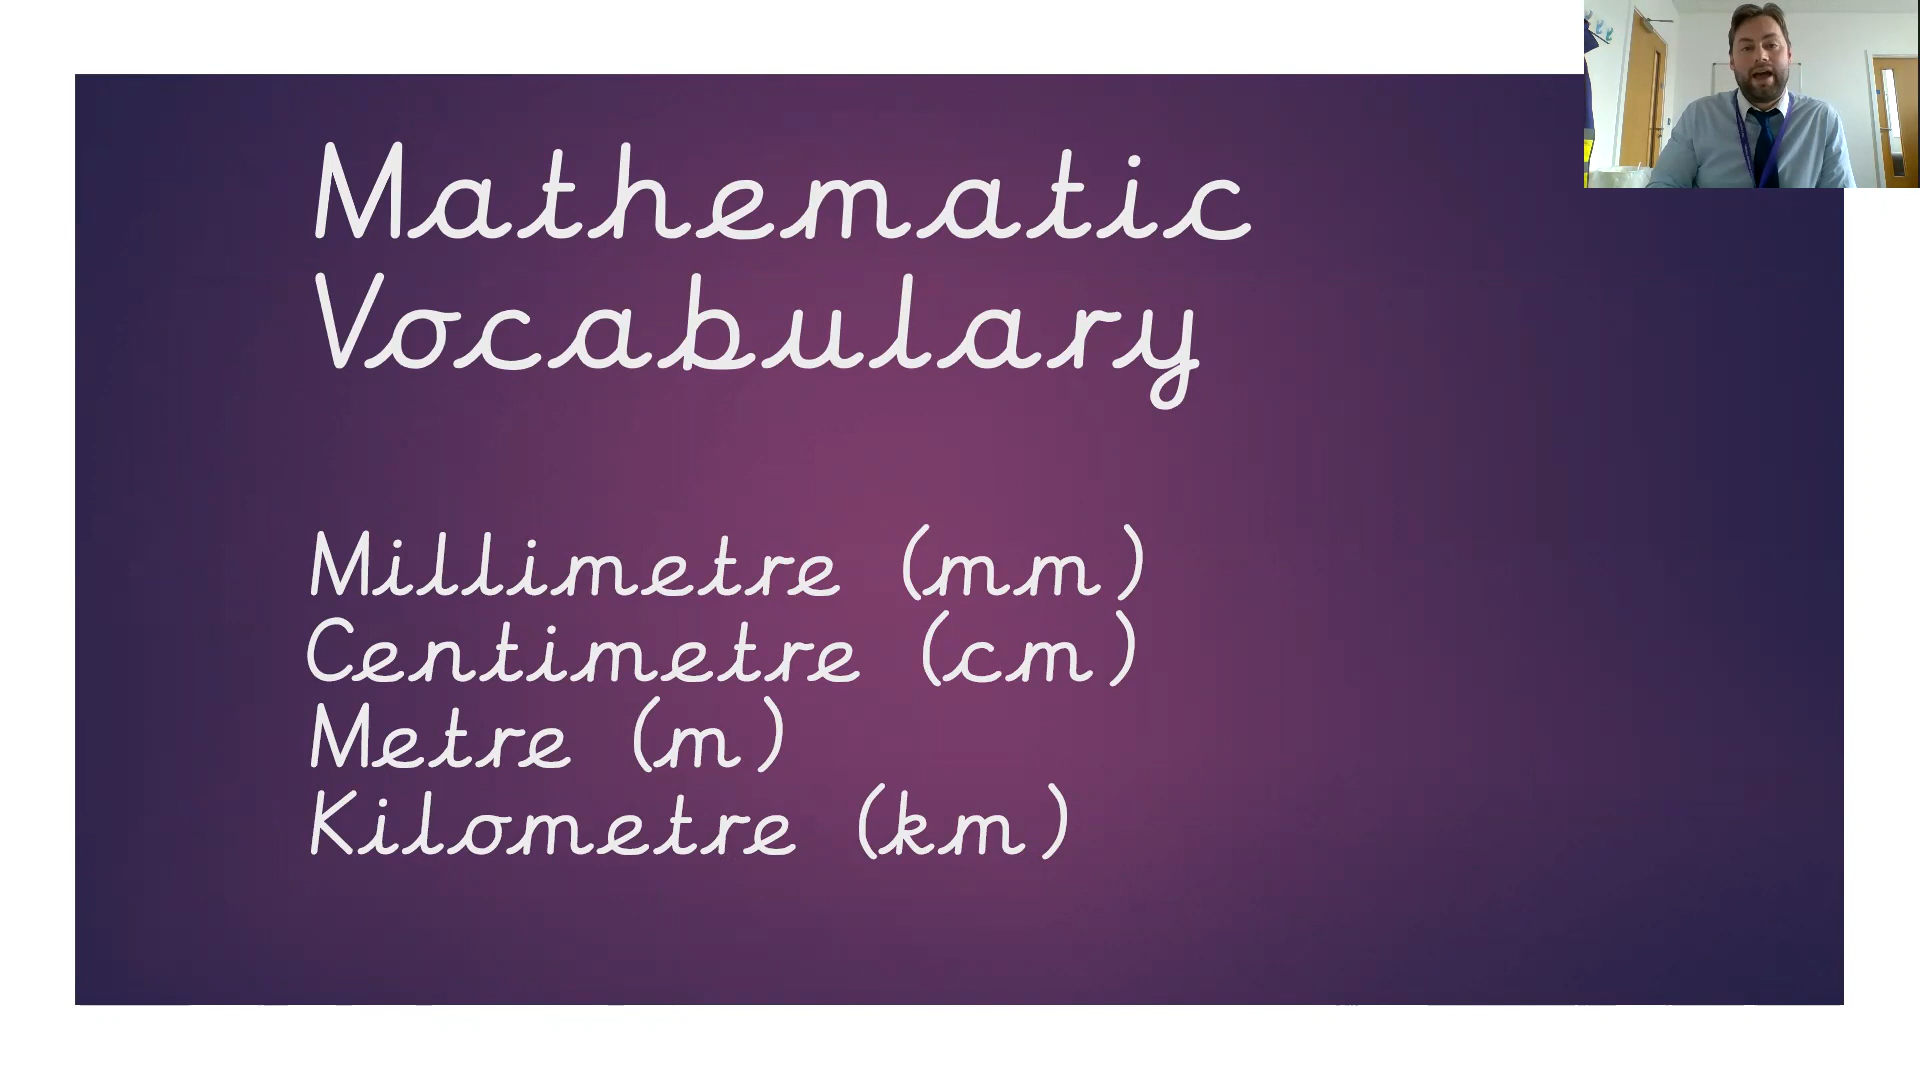 Mathematic
Vocabulary
Millimetre (mm)
Centimetre (cm)
Metre (m)
Kilometre (km)